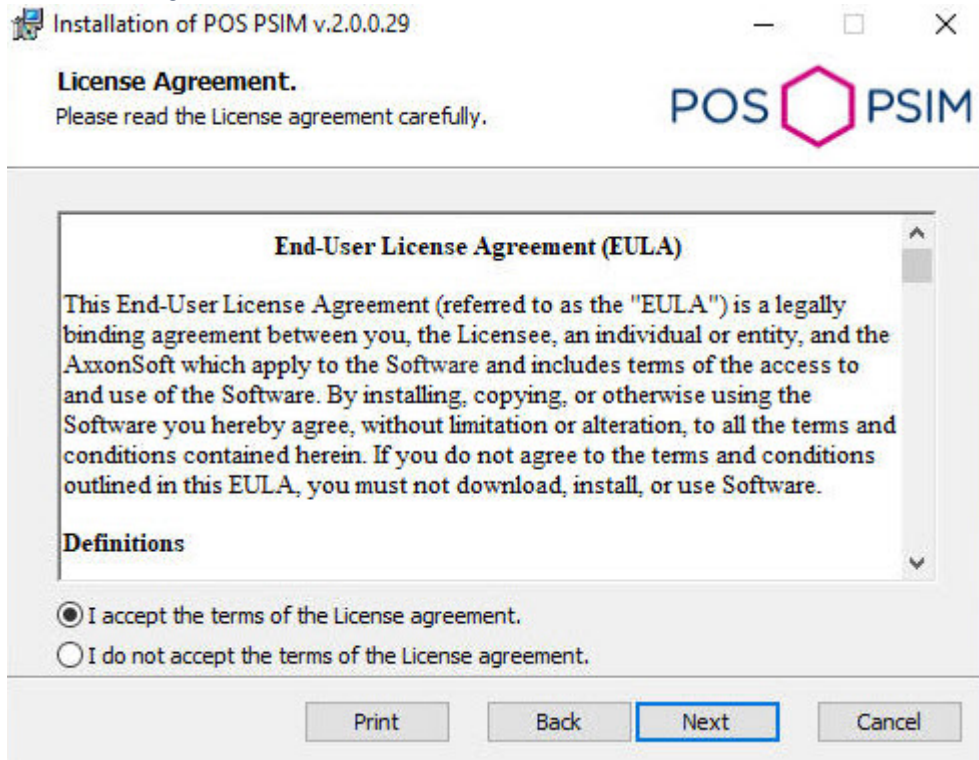 Installation of POS PSIM v.2.0.0.29
License Agreement.
Please read the License agreement carefully.
POS PSIM
End-User License Agreement (EULA)
This End-User License Agreement (referred to as the "EULA") is a legally
binding agreement between you, the Licensee, an individual or entity, and the
AxxonSoft which apply to the Software and includes terms of the access to
and use of the Software. By installing, copying, or otherwise using the
Software you hereby agree, without limitation or alteration, to all the terms and
conditions contained herein. If you do not agree to the terms and conditions
outlined in this EULA, you must not download, install, or use Software.
Definitions
I accept the terms of the License agreement.
I do not accept the terms of the License agreement.
Print Back Next Cancel